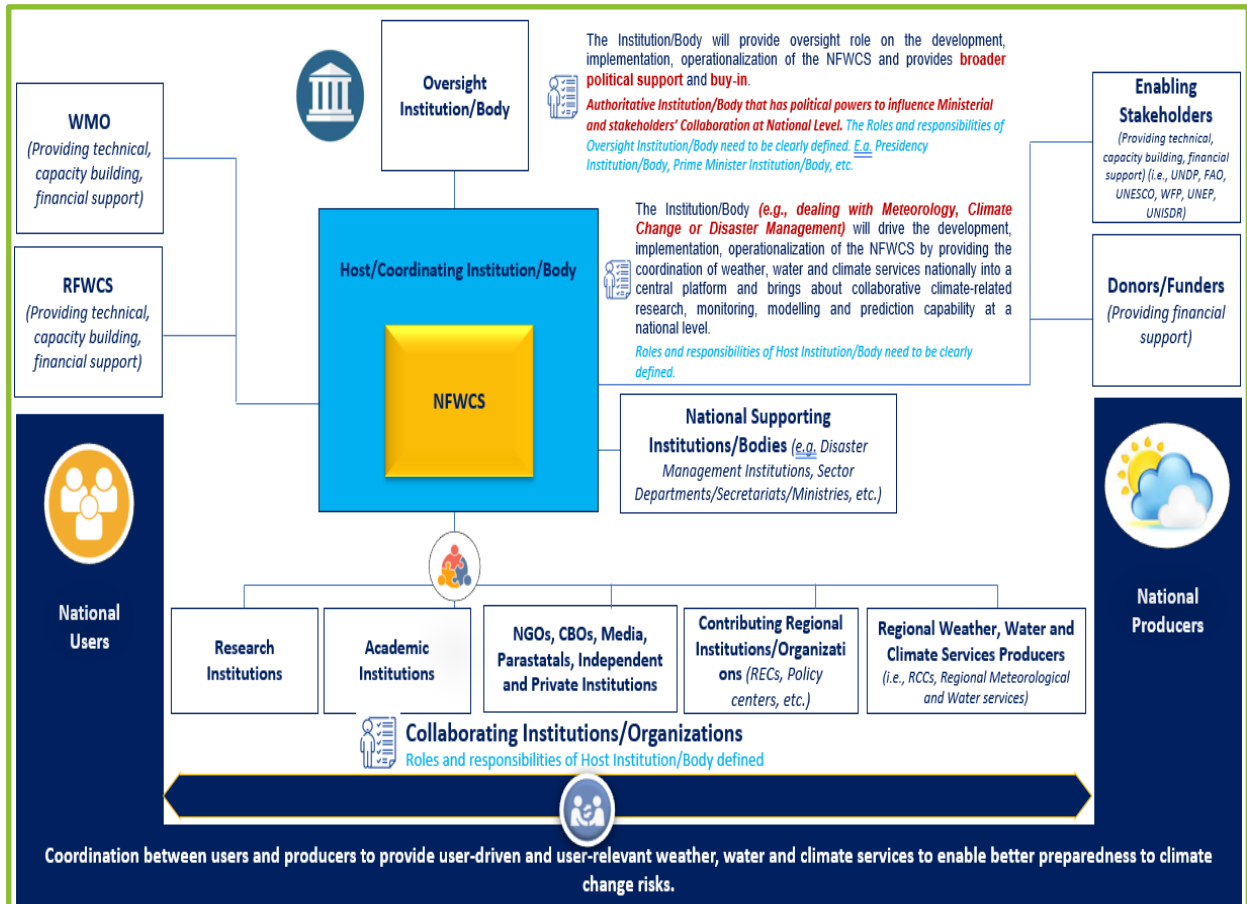 Oversight
Institution/Body
The Institution/Body will provide oversight role on the development,
implementation, operationalization of the NFWCS and provides broader
political support and buy-in.
Authoritative Institution/Body that has political powers to influence Ministerial
and stakeholders' Collaboration at National Level. The Roles and responsibilities of
Oversight Institution/Body need to be clearly defined. E.g. Presidency
Institution/Body, Prime Minister Institution/Body, etc.
WMO
(Providing technical,
capacity building,
financial support)
RFWCS
(Providing technical,
capacity building,
financial support)
Enabling
Stakeholders
(Providing technical,
capacity building, financial
support) (i.e., UNDP, FAO,
UNESCO, WFP, UNEP,
UNISDR)
Donors/Funders
(Providing financial
support)
Host/Coordinating Institution/Body
NFWCS
The Institution/Body (e.g., dealing with Meteorology, Climate
Change or Disaster Management) will drive the development,
implementation, operationalization of the NFWCS by providing the
coordination of weather, water and climate services nationally into a
central platform and brings about collaborative climate-related
research, monitoring, modelling and prediction capability at a
national level.
Roles and responsibilities of Host Institution/Body need to be clearly
defined.
National Supporting
Institutions/Bodies (e.g. Disaster
Management Institutions, Sector
Departments/Secretariats/Ministries, etc.)
National
Users
National
Producers
Research
Institutions
Academic
Institutions
NGOs, CBOs, Media,
Parastatals, Independent
and Private Institutions
Contributing Regional
Institutions/Organizati
ons (RECs, Policy
centers, etc.)
Regional Weather, Water and
Climate Services Producers
(i.e., RCCs, Regional Meteorological
and Water services)
Collaborating Institutions/Organizations
Roles and responsibilities of Host Institution/Body defined
Coordination between users and producers to provide user-driven and user-relevant weather, water and climate services to enable better preparedness to climate
change risks.